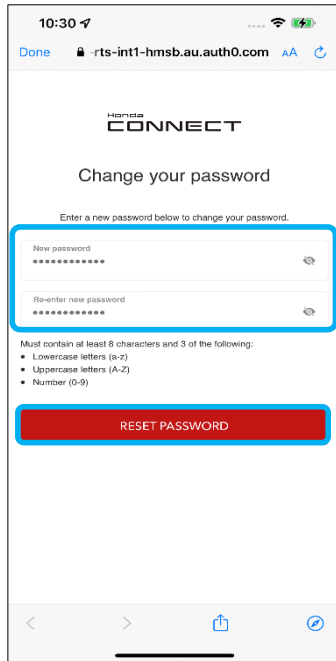 10:30
Done -rts-int1-hmsb.au.auth0.com AA
Honda
CONNECT
Change your password
Enter a new password below to change your password.
New password
••••••••••••
Re-enter new password
••••••••••••
Must contain at least 8 characters and 3 of the following:
• Lowercase letters (a-z)
• Uppercase letters (A-Z)
• Number (0-9)
RESET PASSWORD